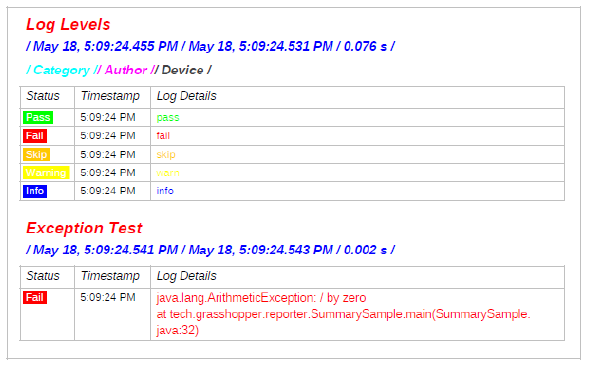 Log Levels
/ May 18, 5:09:24.455 PM / May 18, 5:09:24.531 PM / 0.076 s /
/ Category // Author // Device /
Status Timestamp Log Details
Pass 5:09:24 PM pass
Fail 5:09:24 PM fail
Skip 5:09:24 PM skip
Warning 5:09:24 PM
Info 5:09:24 PM info
Exception Test
/ May 18, 5:09:24.541 PM / May 18, 5:09:24.543 PM / 0.002 s /
Status Timestamp Log Details
Fail 5:09:24 PM java.lang.ArithmeticException: / by zero
at tech.grasshopper.reporter.SummarySample.main(SummarySample.
java:32)